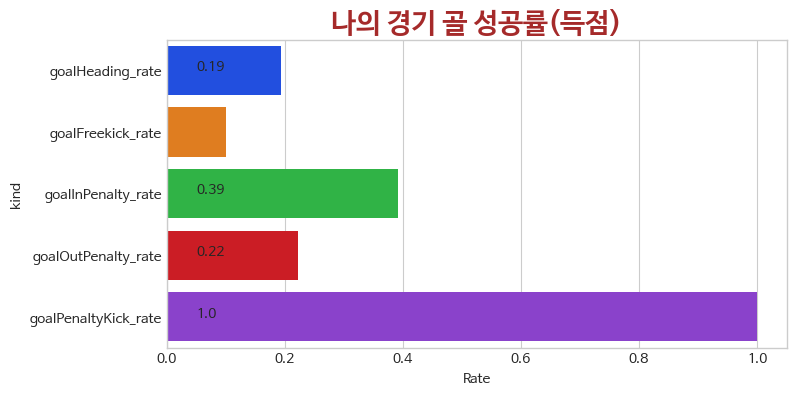 나의 경기 골 성공률(득점)
goalHeading_rate
0.19
goalFreekick_rate
goalInPenalty_rate
0.39
goalOutPenalty_rate
0.22
goalPenaltyKick_rate
1.0
kind
0.0 0.2 0.4 0.6 0.8 1.0
Rate